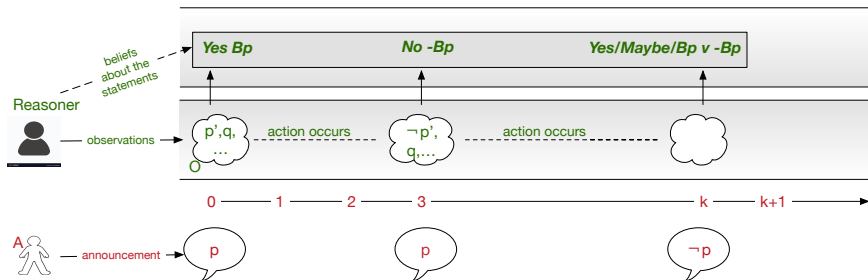 Yes Bp No -Bp Yes/Maybe/Bp v -Bp
beliefs
about the
statements
Reasoner
observations
p',q,
...
O
action occurs
¬p',
q,...
action occurs
0 1 2 3 k k+1
A
announcement
p p ¬p